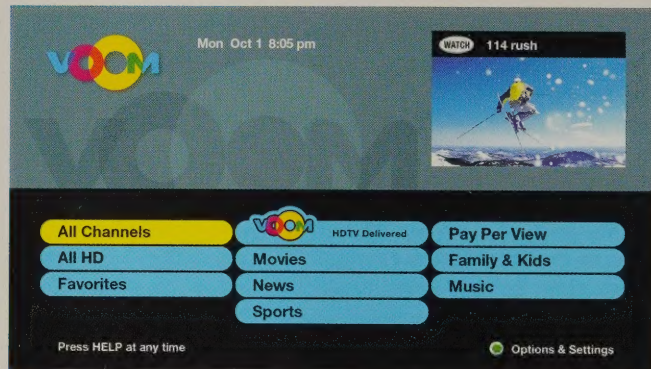 VOOM
Mon Oct 1 8:05 pm
WATCH 114 rush
VOOM
All Channels
All HD
Favorites
VOOM HDTV Delivered
Movies
News
Sports
Pay Per View
Family & Kids
Music
Press HELP at any time
Options & Settings